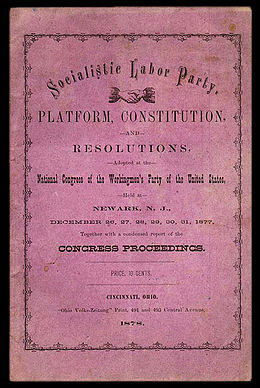 Socialistic Labor Party.
PLATFORM, CONSTITUTION,
—AND—
RESOLUTIONS,
—Adopted at the—
National Congress of the Workingmen's Party of the United States,
—Held at—
NEWARK, N. J.,
DECEMBER 26, 27, 28, 29, 30, 31, 1877,
Together with a condensed report of the
CONGRESS PROCEEDINGS.
PRICE, 10 CENTS.
CINCINNATI, OHIO.
"Ohio Volks-Zeitung" Print, 491 and 493 Central Avenue.
1878.